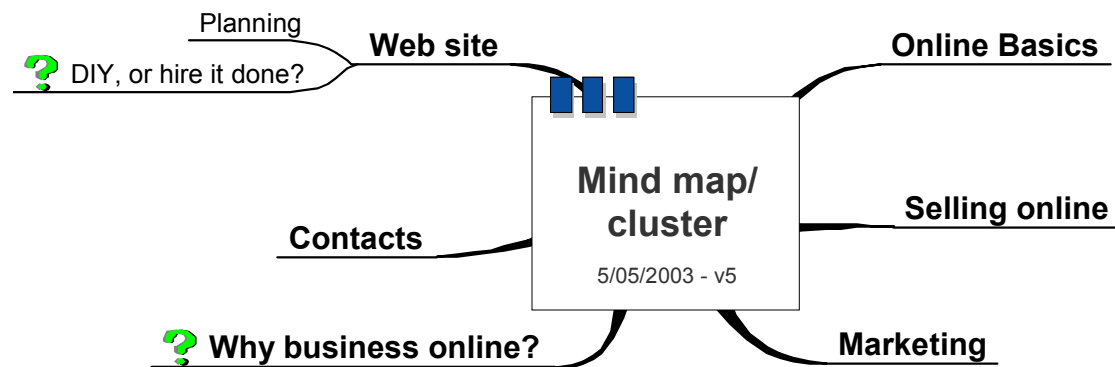 Planning
DIY, or hire it done?
Web site
Online Basics
Mind map/
cluster
5/05/2003 - v5
Selling online
Contacts
Why business online?
Marketing